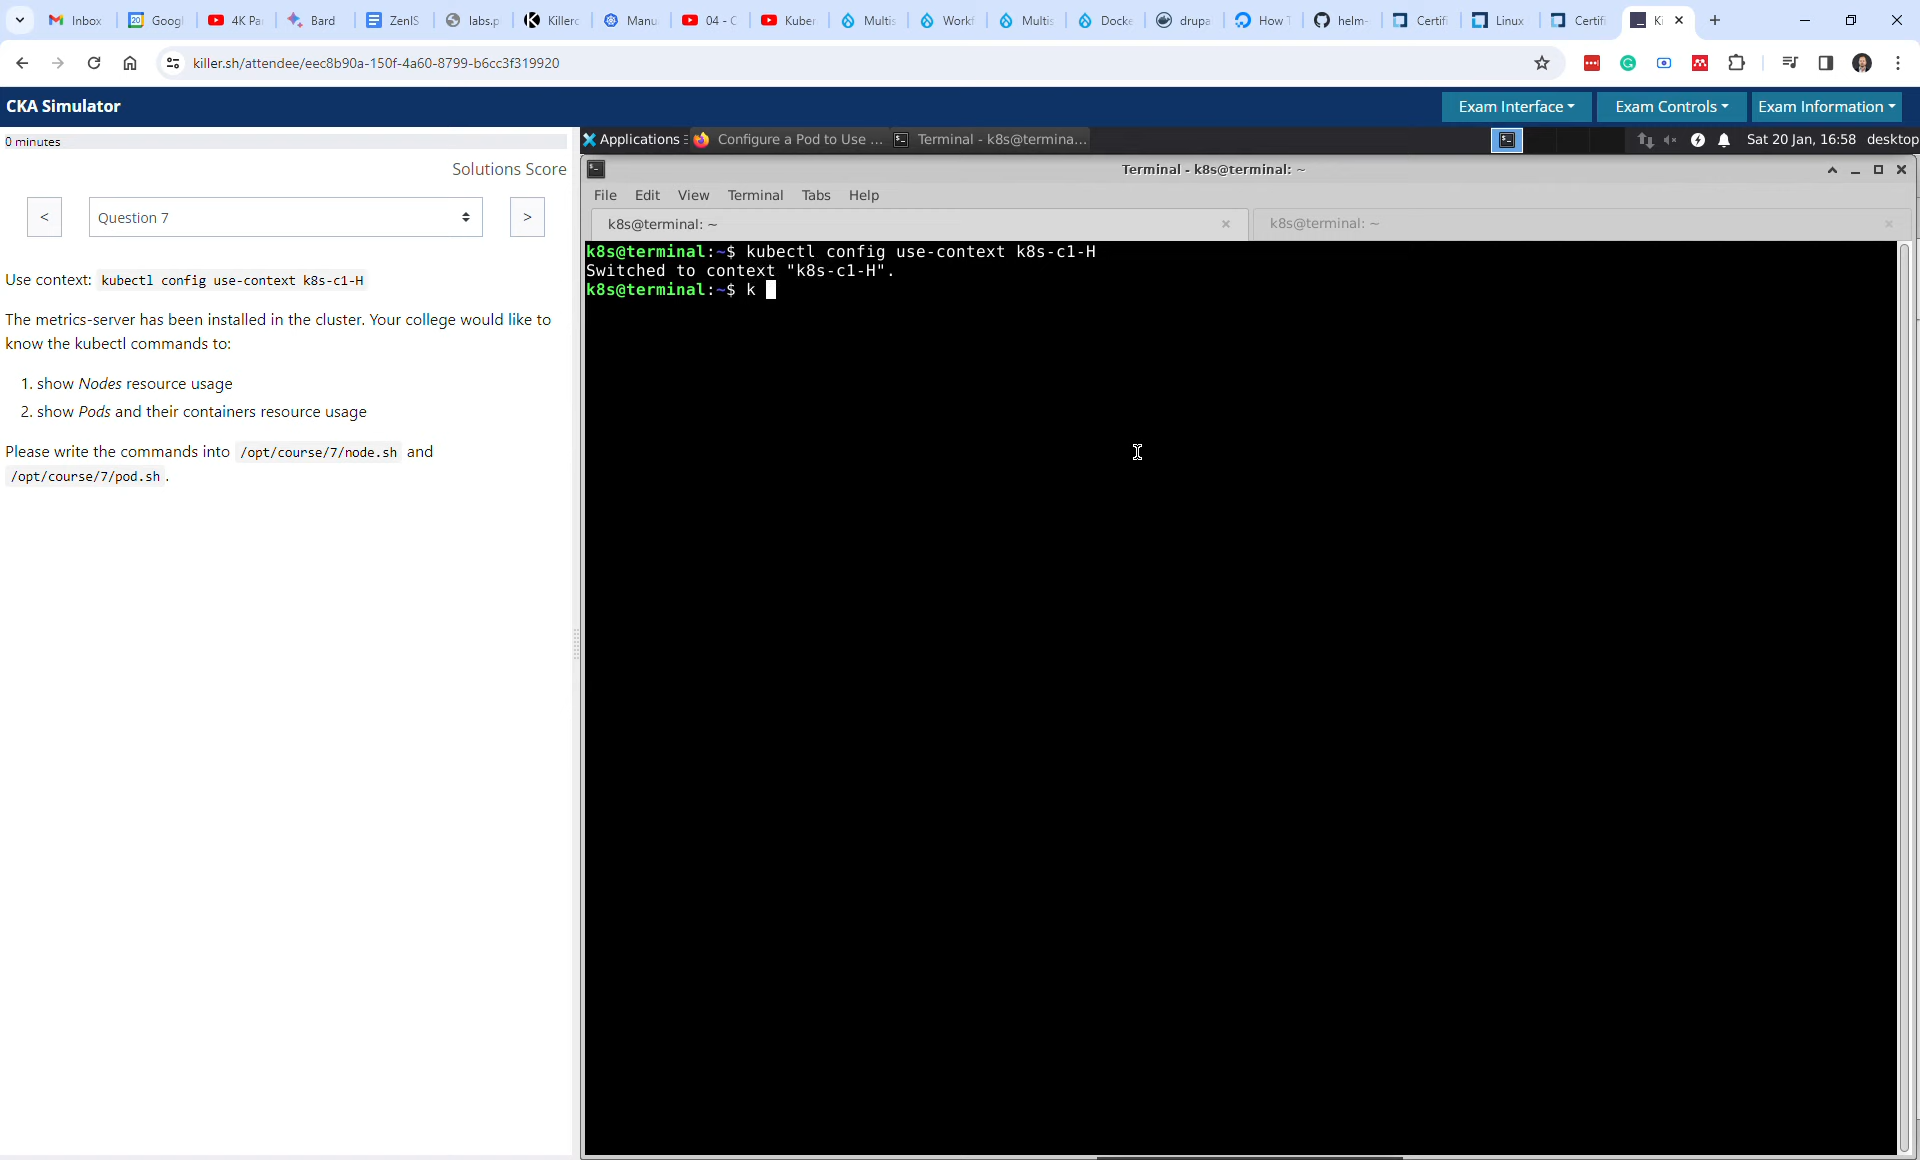 Inbox
Googl
4K Pa
Bard
ZenIS
labs.p
Killerc
Manu
04 - C
Kuber
Multis
Workf
Multis
Docke
drupa
How T
helm-
Certifi
Linux
Certifi
Ki
killer.sh/attendee/eec8b90a-150f-4a60-8799-b6cc3f319920
CKA Simulator
Exam Interface
Exam Controls
Exam Information
0 minutes
Applications
Configure a Pod to Use ...
Terminal - k8s@termina...
Sat 20 Jan, 16:58 desktop
Solutions Score
Terminal - k8s@terminal: ~
File Edit View Terminal Tabs Help
< Question 7 >
k8s@terminal: ~
k8s@terminal: ~
k8s@terminal:~$ kubectl config use-context k8s-c1-H
Switched to context "k8s-c1-H".
k8s@terminal:~$ k
Use context: kubectl config use-context k8s-c1-H
The metrics-server has been installed in the cluster. Your college would like to
know the kubectl commands to:
1. show Nodes resource usage
2. show Pods and their containers resource usage
Please write the commands into /opt/course/7/node.sh and
/opt/course/7/pod.sh .